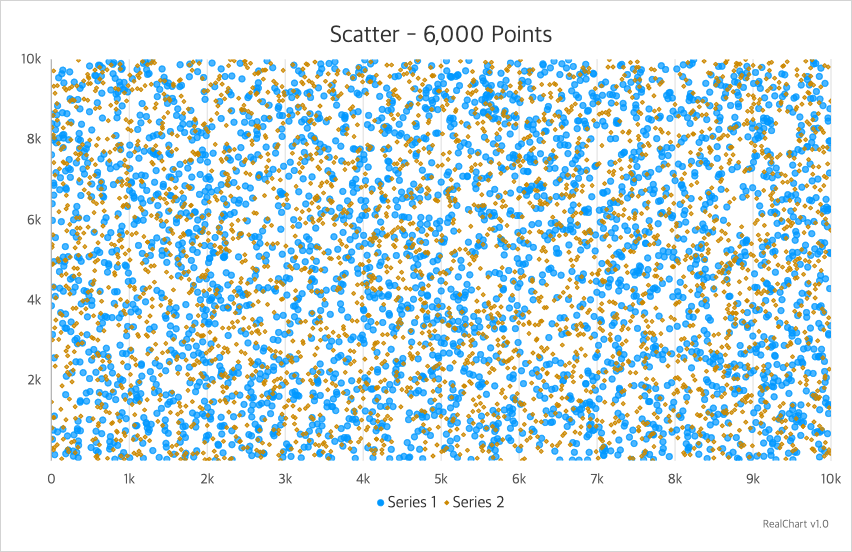 Scatter - 6,000 Points
10k
8k
6k
4k
2k
0 1k 2k 3k 4k 5k 6k 7k 8k 9k 10k
Series 1 Series 2
RealChart v1.0